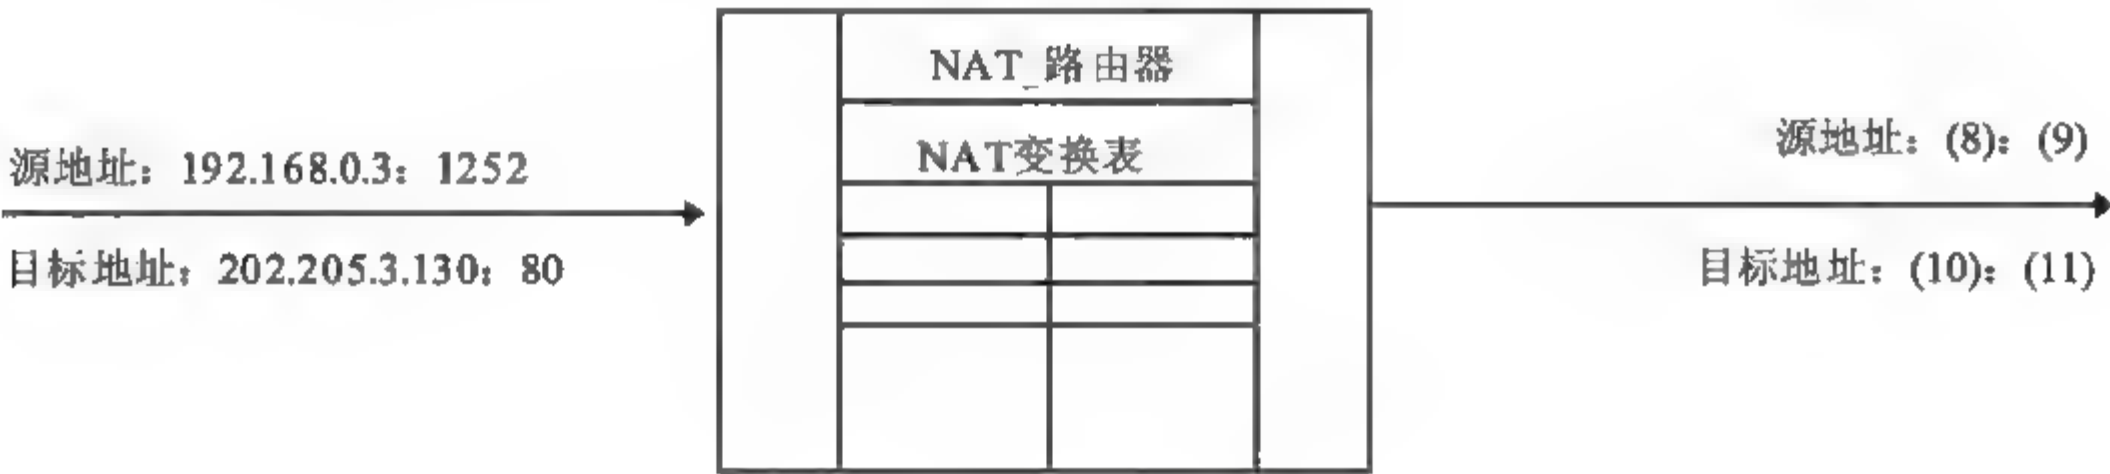 NAT_路由器
NAT变换表
源地址：192.168.0.3：1252
目标地址：202.205.3.130：80
源地址：(8)：(9)
目标地址：(10)：(11)